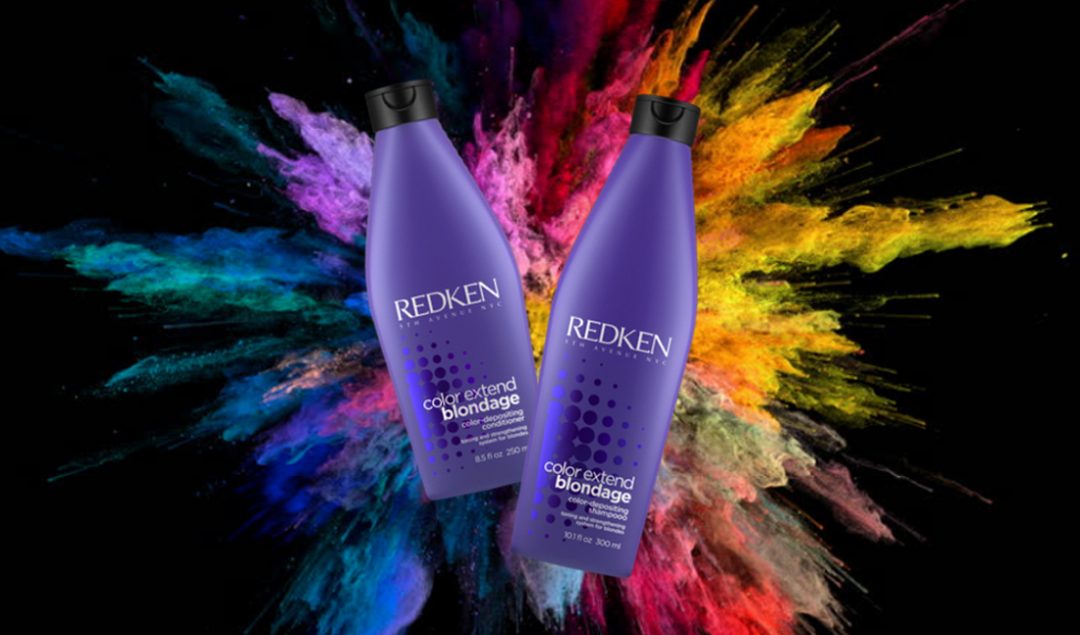 REDKEN
5TH AVENUE NYC
color extend
blondage
color-depositing
conditioner
toning and strengthening
system for blondes
8.5 fl oz 250 m
REDKEN
5TH AVENUE NYC
color extend
blondage
color-depositing
shampoo
toning and strengthening
system for blondes
10.1 fl oz 300 ml